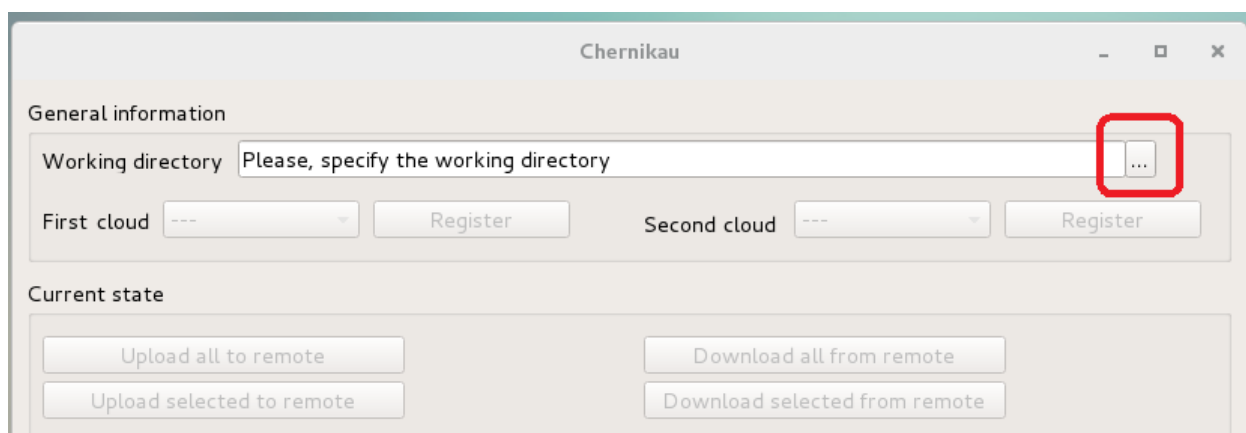 Chernikau
General information
Working directory Please, specify the working directory ...
First cloud --- Register Second cloud --- Register
Current state
Upload all to remote Download all from remote
Upload selected to remote Download selected from remote